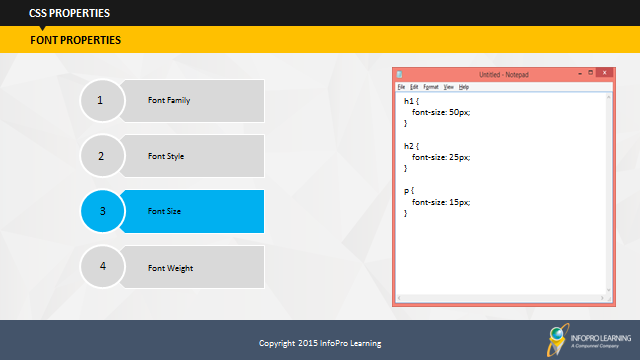 CSS PROPERTIES
FONT PROPERTIES
1 Font Family
2 Font Style
3 Font Size
4 Font Weight
Untitled - Notepad
File Edit Format View Help
h1 {
font-size: 50px;
}
h2 {
font-size: 25px;
}
p {
font-size: 15px;
}
Copyright 2015 InfoPro Learning
INFOPRO LEARNING
A Compunnel Company